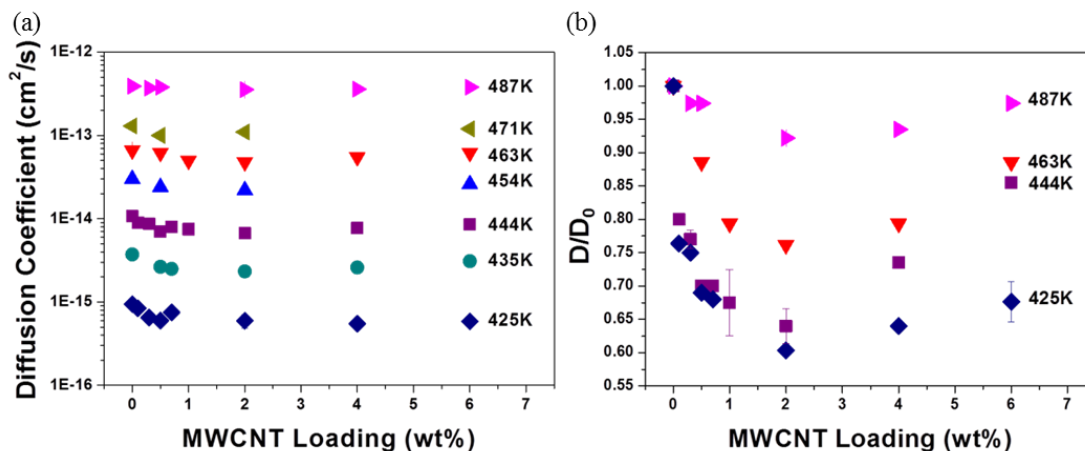 (a)
Diffusion Coefficient (cm²/s)
1E-12
1E-13
1E-14
1E-15
1E-16
487K
471K
463K
454K
444K
435K
425K
0 1 2 3 4 5 6 7
MWCNT Loading (wt%)
(b)
D/D₀
1.05
1.00
0.95
0.90
0.85
0.80
0.75
0.70
0.65
0.60
0.55
487K
463K
444K
425K
0 1 2 3 4 5 6 7
MWCNT Loading (wt%)